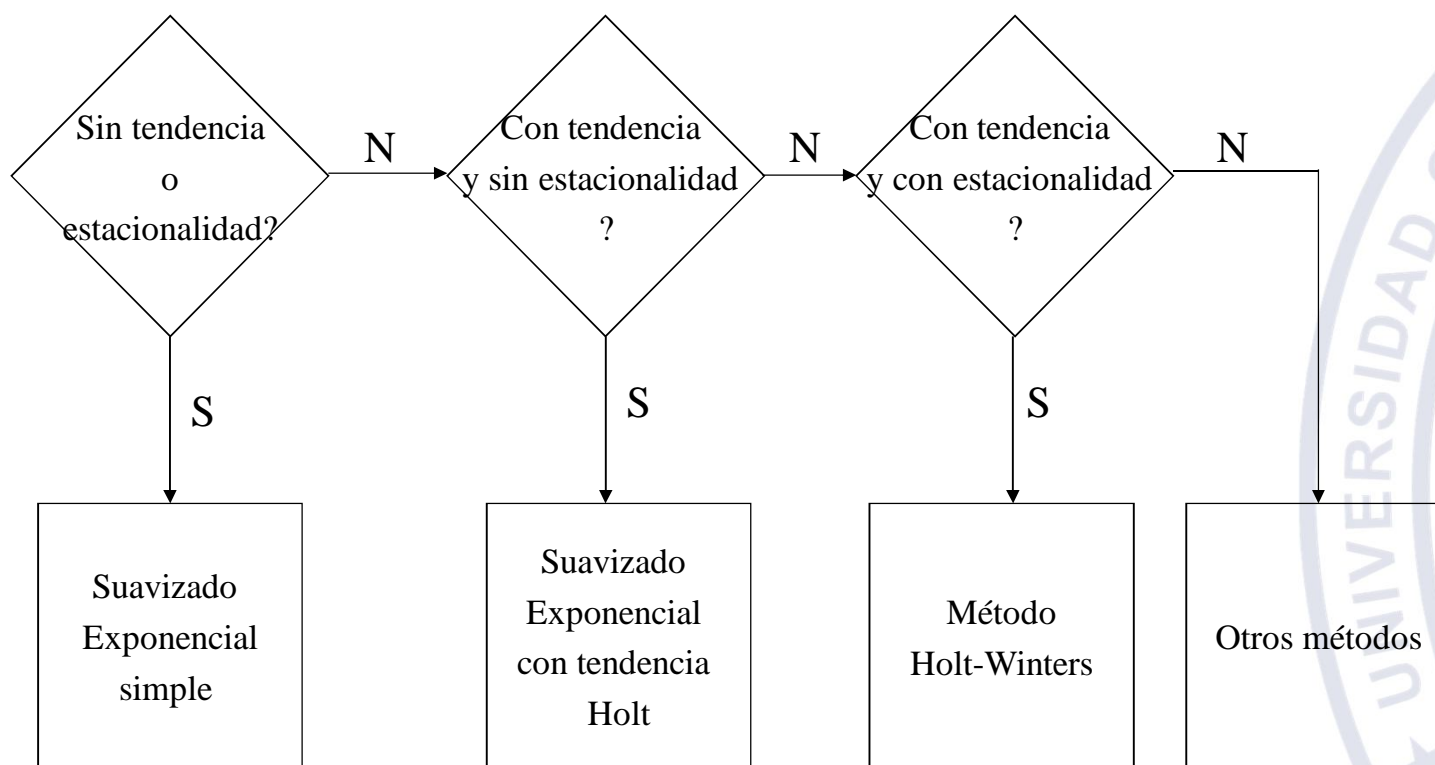 Sin tendencia
o
estacionalidad?
N
Con tendencia
y sin estacionalidad
?
N
Con tendencia
y con estacionalidad
?
N
S
S
S
Suavizado
Exponencial
simple
Suavizado
Exponencial
con tendencia
Holt
Método
Holt-Winters
Otros métodos
UNIVERSIDAD